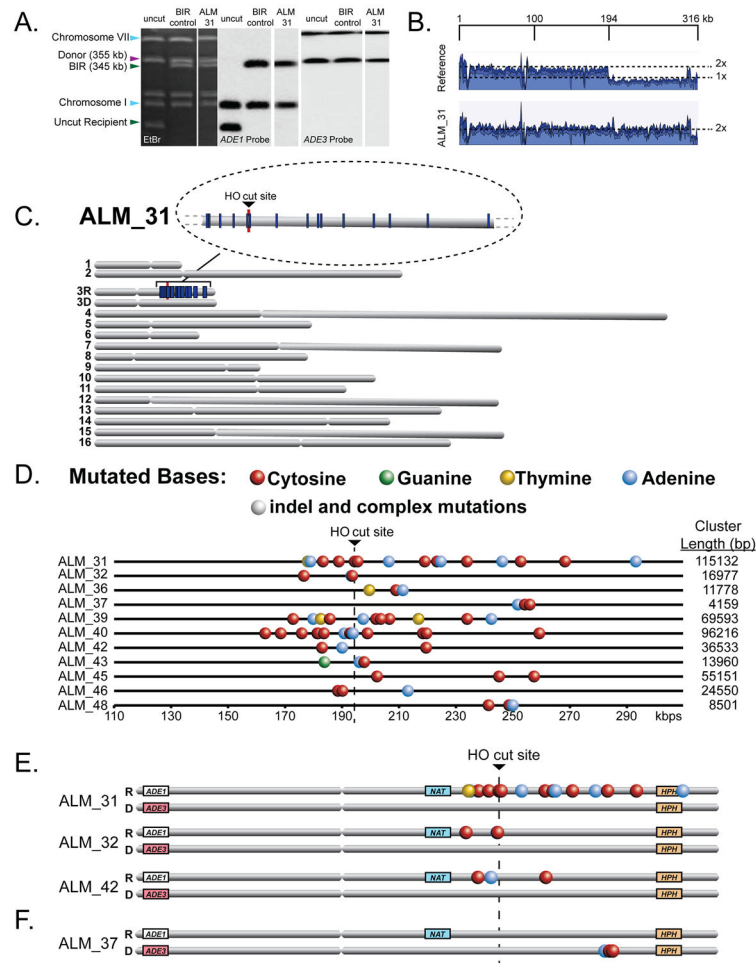 A.
uncut BIR control ALM 31 uncut BIR control ALM 31 BIR control ALM 31
Chromosome VII
Donor (355 kb)
BIR (345 kb)
Chromosome I
Uncut Recipient
EtBr ADE1 Probe ADE3 Probe
B.
1 100 194 316 kb
Reference
2x
1x
ALM_31
2x
C.
ALM_31
HO cut site
1
2
3R
3D
4
5
6
7
8
9
10
11
12
13
14
15
16
D.
Mutated Bases: Cytosine Guanine Thymine Adenine
indel and complex mutations
HO cut site
Cluster
Length (bp)
ALM_31 115132
ALM_32 16977
ALM_36 11778
ALM_37 4159
ALM_39 69593
ALM_40 96216
ALM_42 36533
ALM_43 13960
ALM_45 55151
ALM_46 24550
ALM_48 8501
110 130 150 170 190 210 230 250 270 290 kbps
E.
HO cut site
ALM_31
R ADE1 NAT HPH
D ADE3 HPH
ALM_32
R ADE1 NAT HPH
D ADE3 HPH
ALM_42
R ADE1 NAT HPH
D ADE3 HPH
F.
ALM_37
R ADE1 NAT HPH
D ADE3 HPH